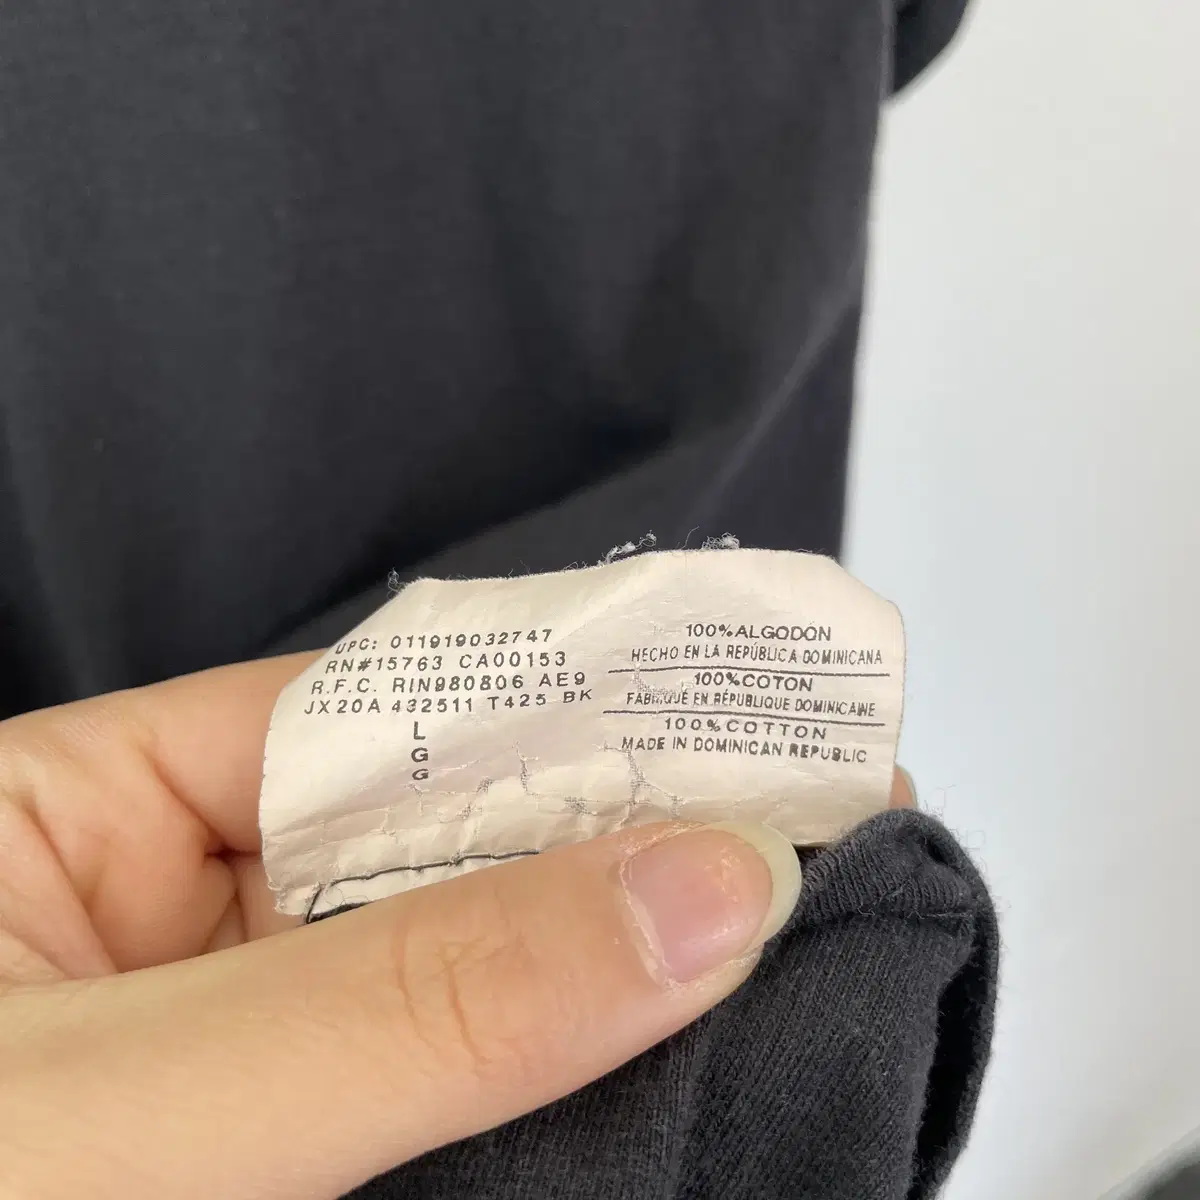 UPC: 011919032747
RN#15763 CA00153
R.F.C. RIN980806 AE9
JX20A 432511 T425 BK
L
G
G
100%ALGODÓN
HECHO EN LA REPÚBLICA DOMINICANA
100%COTON
FABRIQUÉ EN RÉPUBLIQUE DOMINICAINE
100%COTTON
MADE IN DOMINICAN REPUBLIC